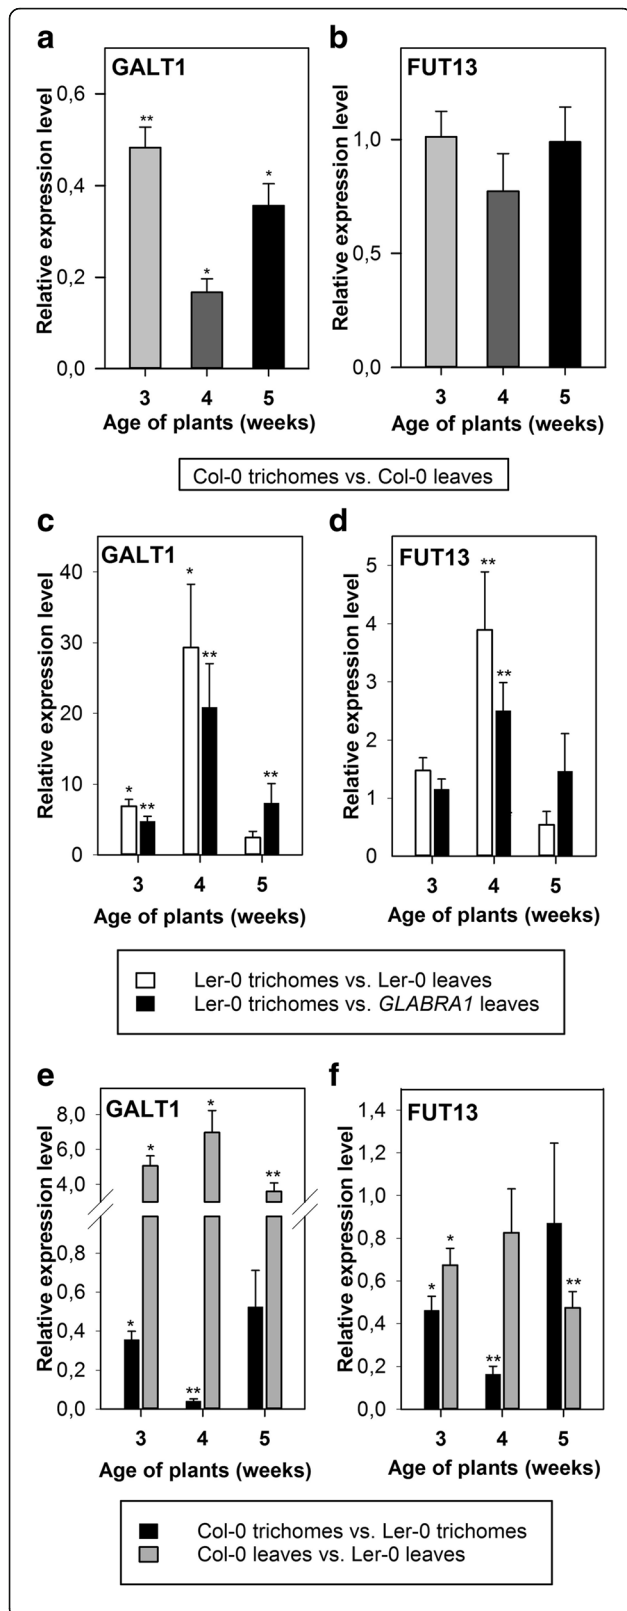 a
GALT1
Relative expression level
0,6
0,4
0,2
0,0
**
*
*
3 4 5
Age of plants (weeks)
b
FUT13
Relative expression level
1,0
0,5
0,0
3 4 5
Age of plants (weeks)
Col-0 trichomes vs. Col-0 leaves
c
GALT1
Relative expression level
40
30
20
10
0
* ** * ** **
3 4 5
Age of plants (weeks)
d
FUT13
Relative expression level
5
4
3
2
1
0
** **
3 4 5
Age of plants (weeks)
Ler-0 trichomes vs. Ler-0 leaves
Ler-0 trichomes vs. GLABRA1 leaves
e
GALT1
Relative expression level
8,0
6,0
4,0
0,8
0,6
0,4
0,2
0,0
* * ** * **
3 4 5
Age of plants (weeks)
f
FUT13
Relative expression level
1,4
1,2
1,0
0,8
0,6
0,4
0,2
0,0
* * ** **
3 4 5
Age of plants (weeks)
Col-0 trichomes vs. Ler-0 trichomes
Col-0 leaves vs. Ler-0 leaves